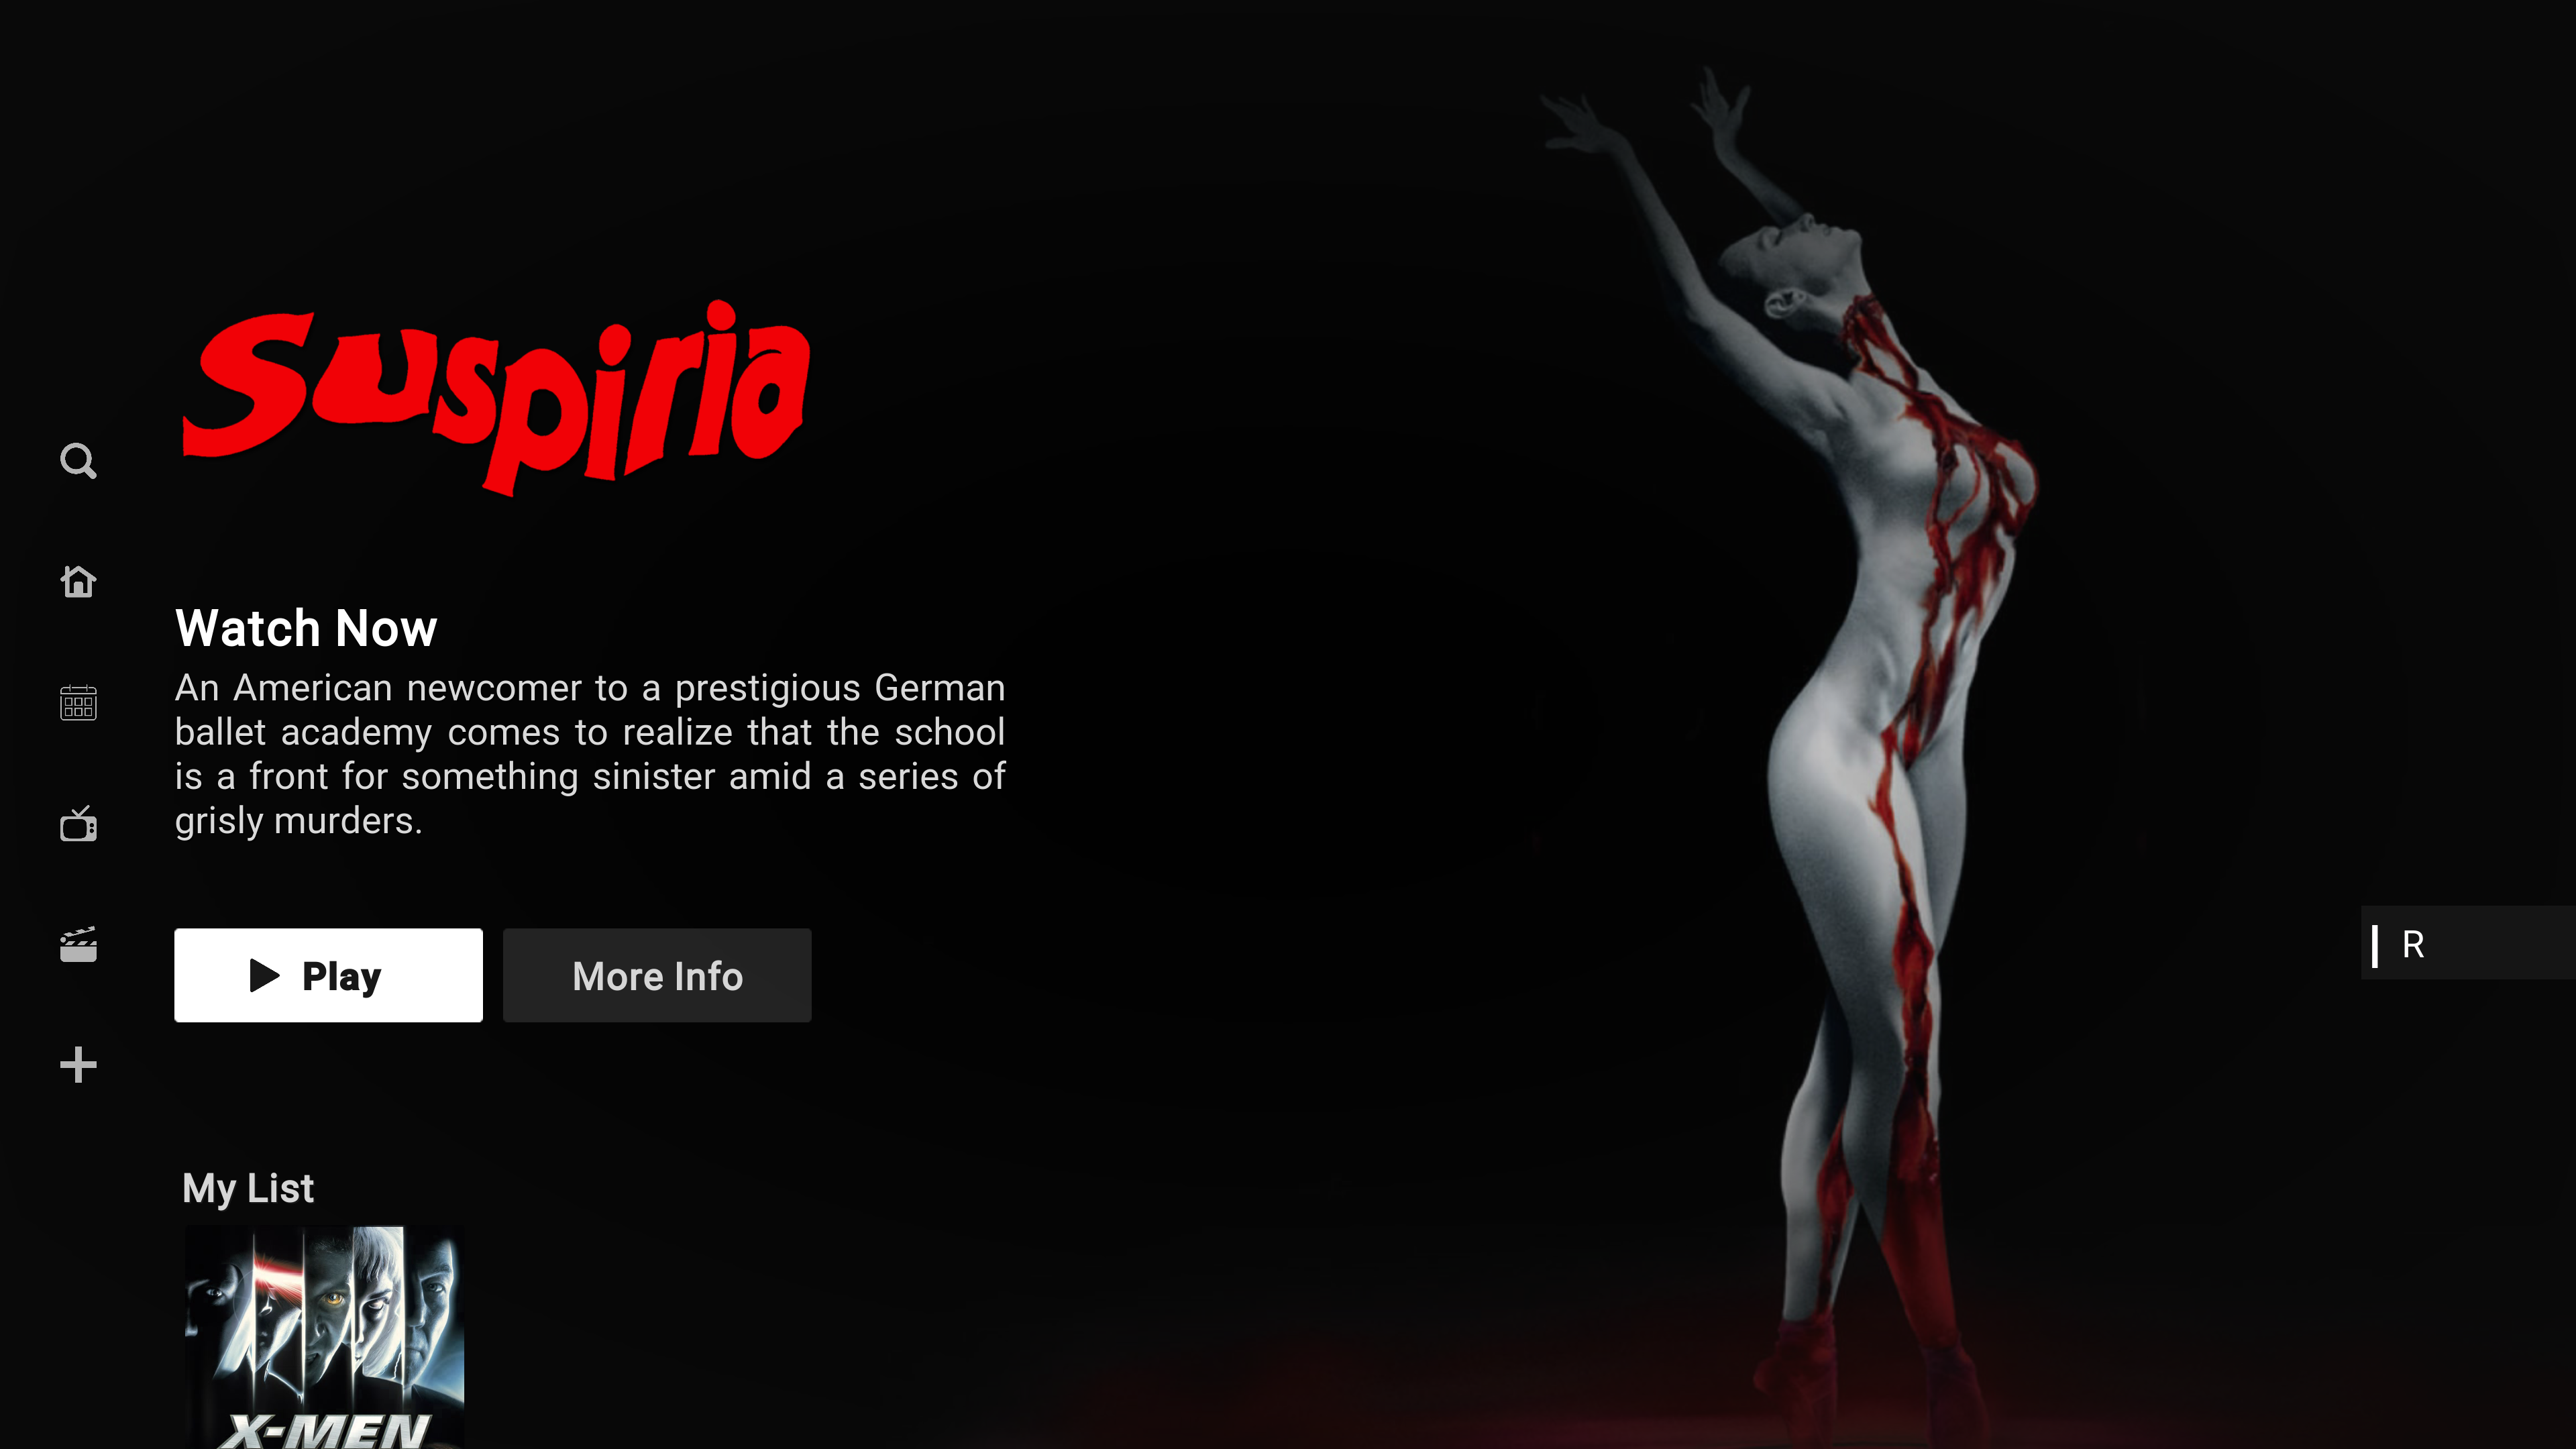 Suspiria
Watch Now
An American newcomer to a prestigious German
ballet academy comes to realize that the school
is a front for something sinister amid a series of
grisly murders.
Play
More Info
R
My List
X-MEN